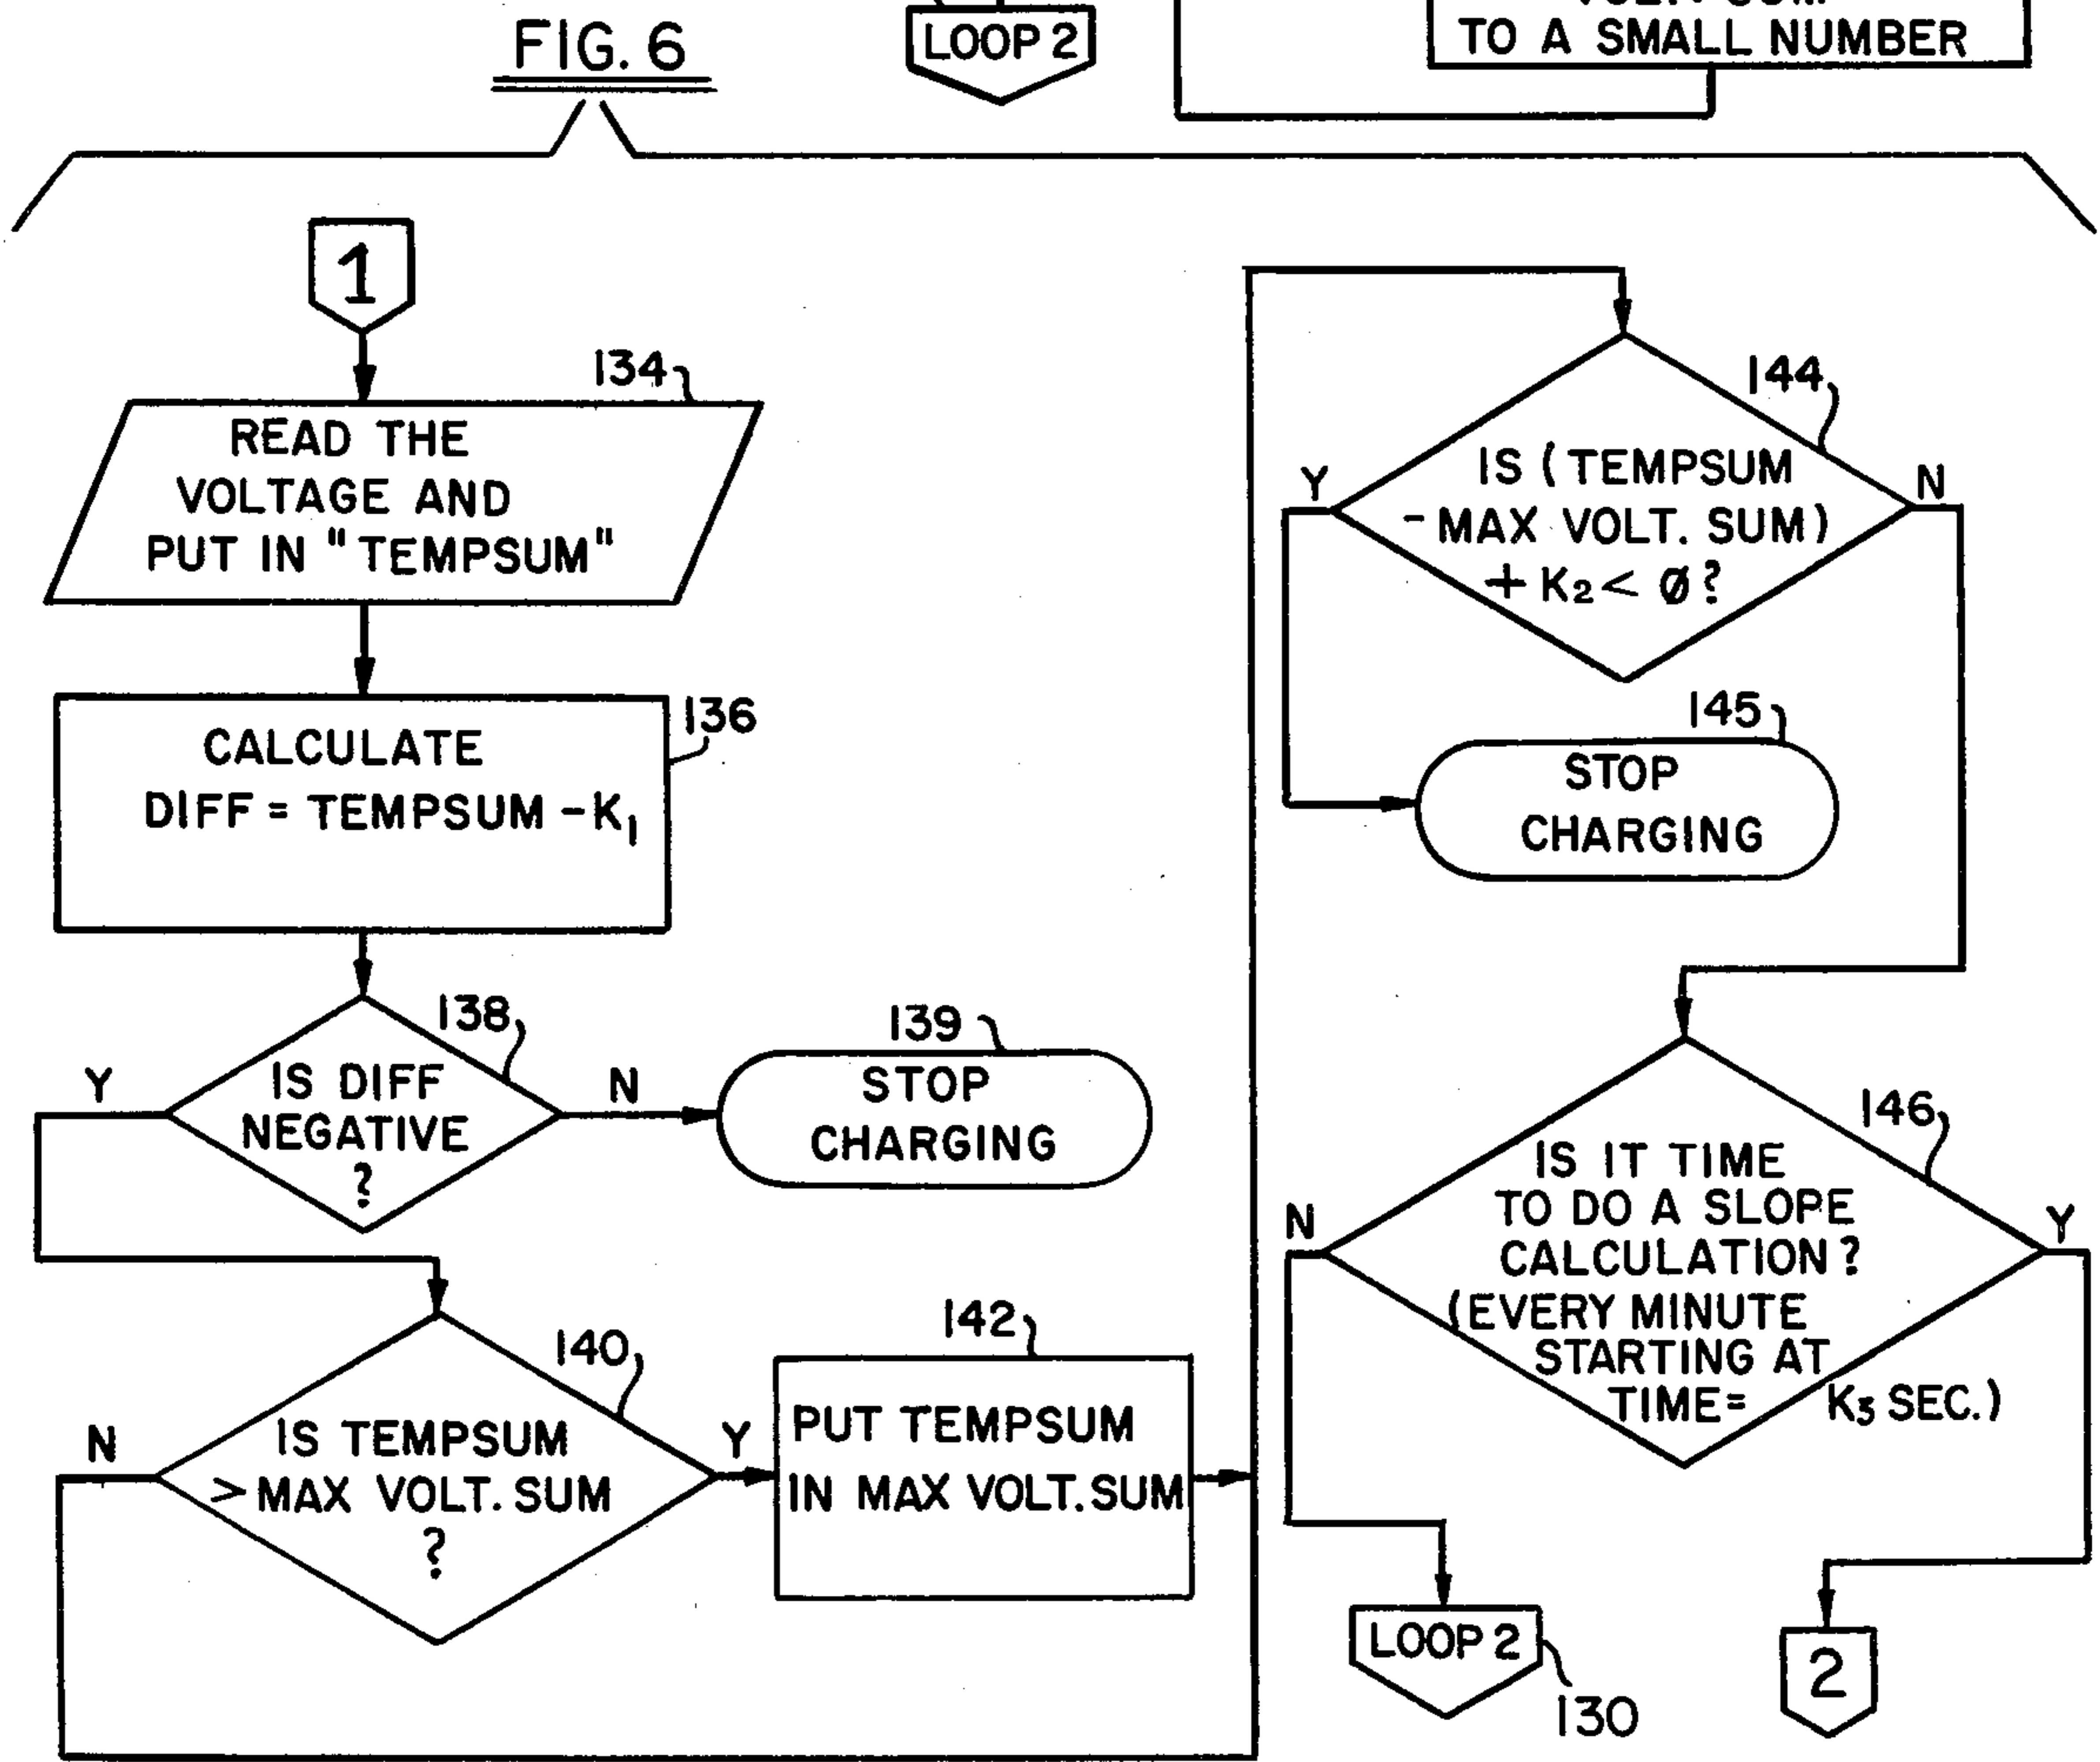 TO A SMALL NUMBER
LOOP 2
FIG. 6
1
134
READ THE
VOLTAGE AND
PUT IN "TEMPSUM"
136
CALCULATE
DIFF = TEMPSUM - K1
138
Y
N
IS DIFF
NEGATIVE
?
139
STOP
CHARGING
140
N
Y
IS TEMPSUM
> MAX VOLT. SUM
?
142
PUT TEMPSUM
IN MAX VOLT. SUM
144
Y
N
IS (TEMPSUM
- MAX VOLT. SUM)
+ K2 < Ø?
145
STOP
CHARGING
146
N
Y
IS IT TIME
TO DO A SLOPE
CALCULATION?
(EVERY MINUTE
STARTING AT
TIME= K3 SEC.)
LOOP 2
130
2